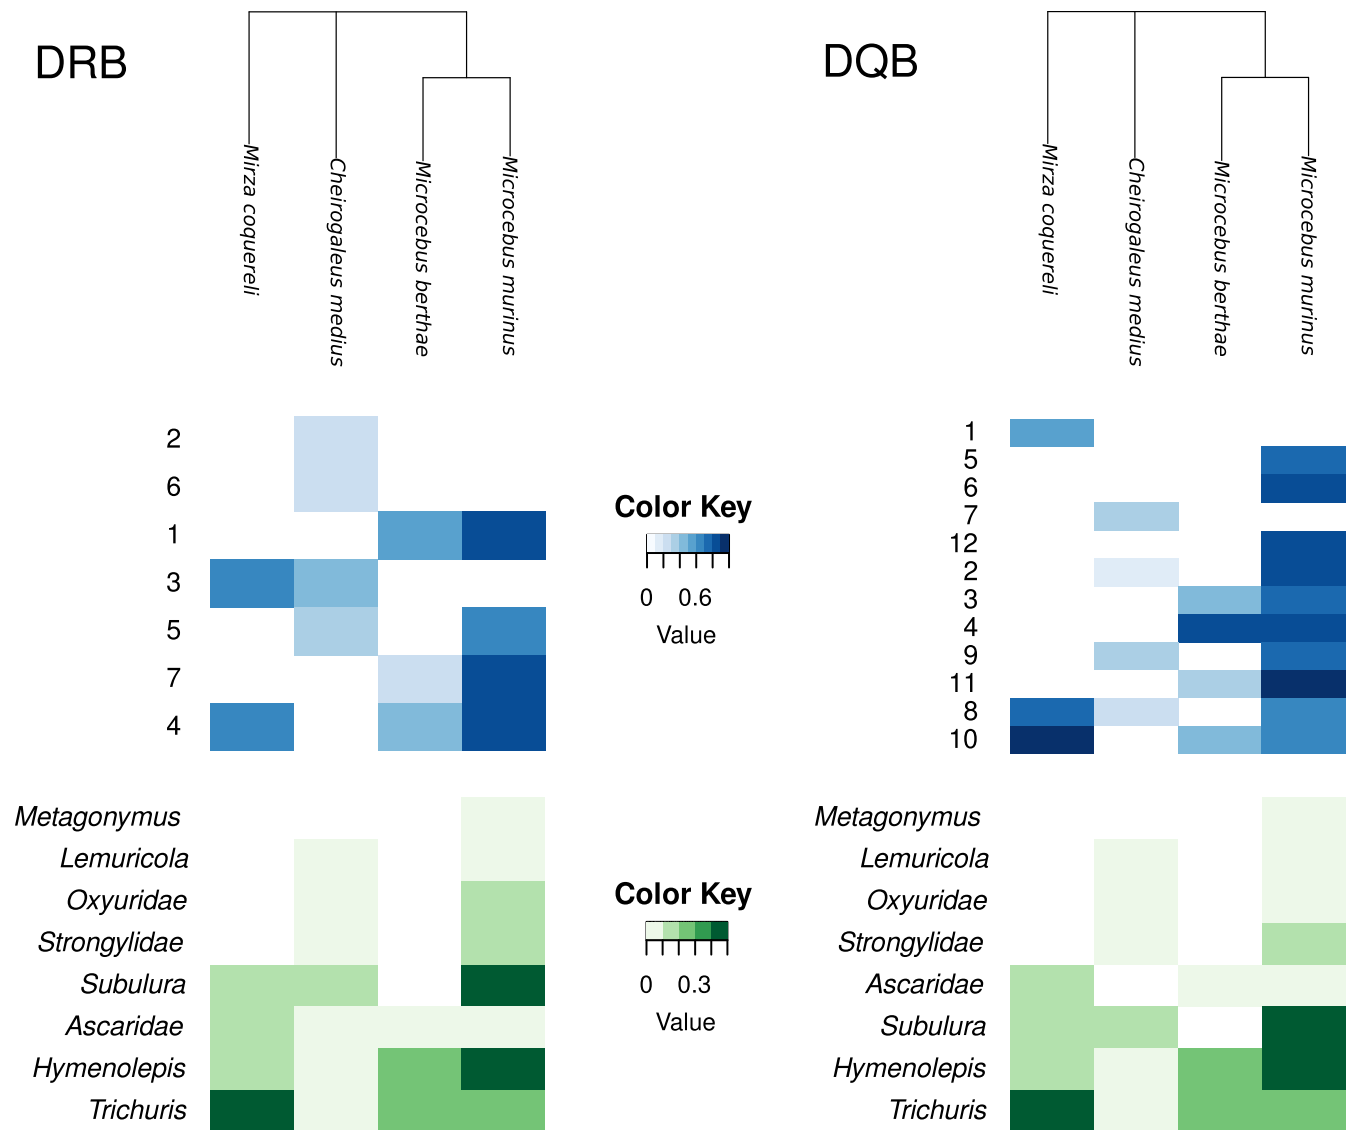 DRB
DQB
Mirza coquereli
Cheirogaleus medius
Microcebus berthae
Microcebus murinus
Mirza coquereli
Cheirogaleus medius
Microcebus berthae
Microcebus murinus
2
6
1
3
5
7
4
Color Key
0 0.6
Value
1
5
6
7
12
2
3
4
9
11
8
10
Metagonymus
Lemuricola
Oxyuridae
Strongylidae
Subulura
Ascaridae
Hymenolepis
Trichuris
Color Key
0 0.3
Value
Metagonymus
Lemuricola
Oxyuridae
Strongylidae
Ascaridae
Subulura
Hymenolepis
Trichuris